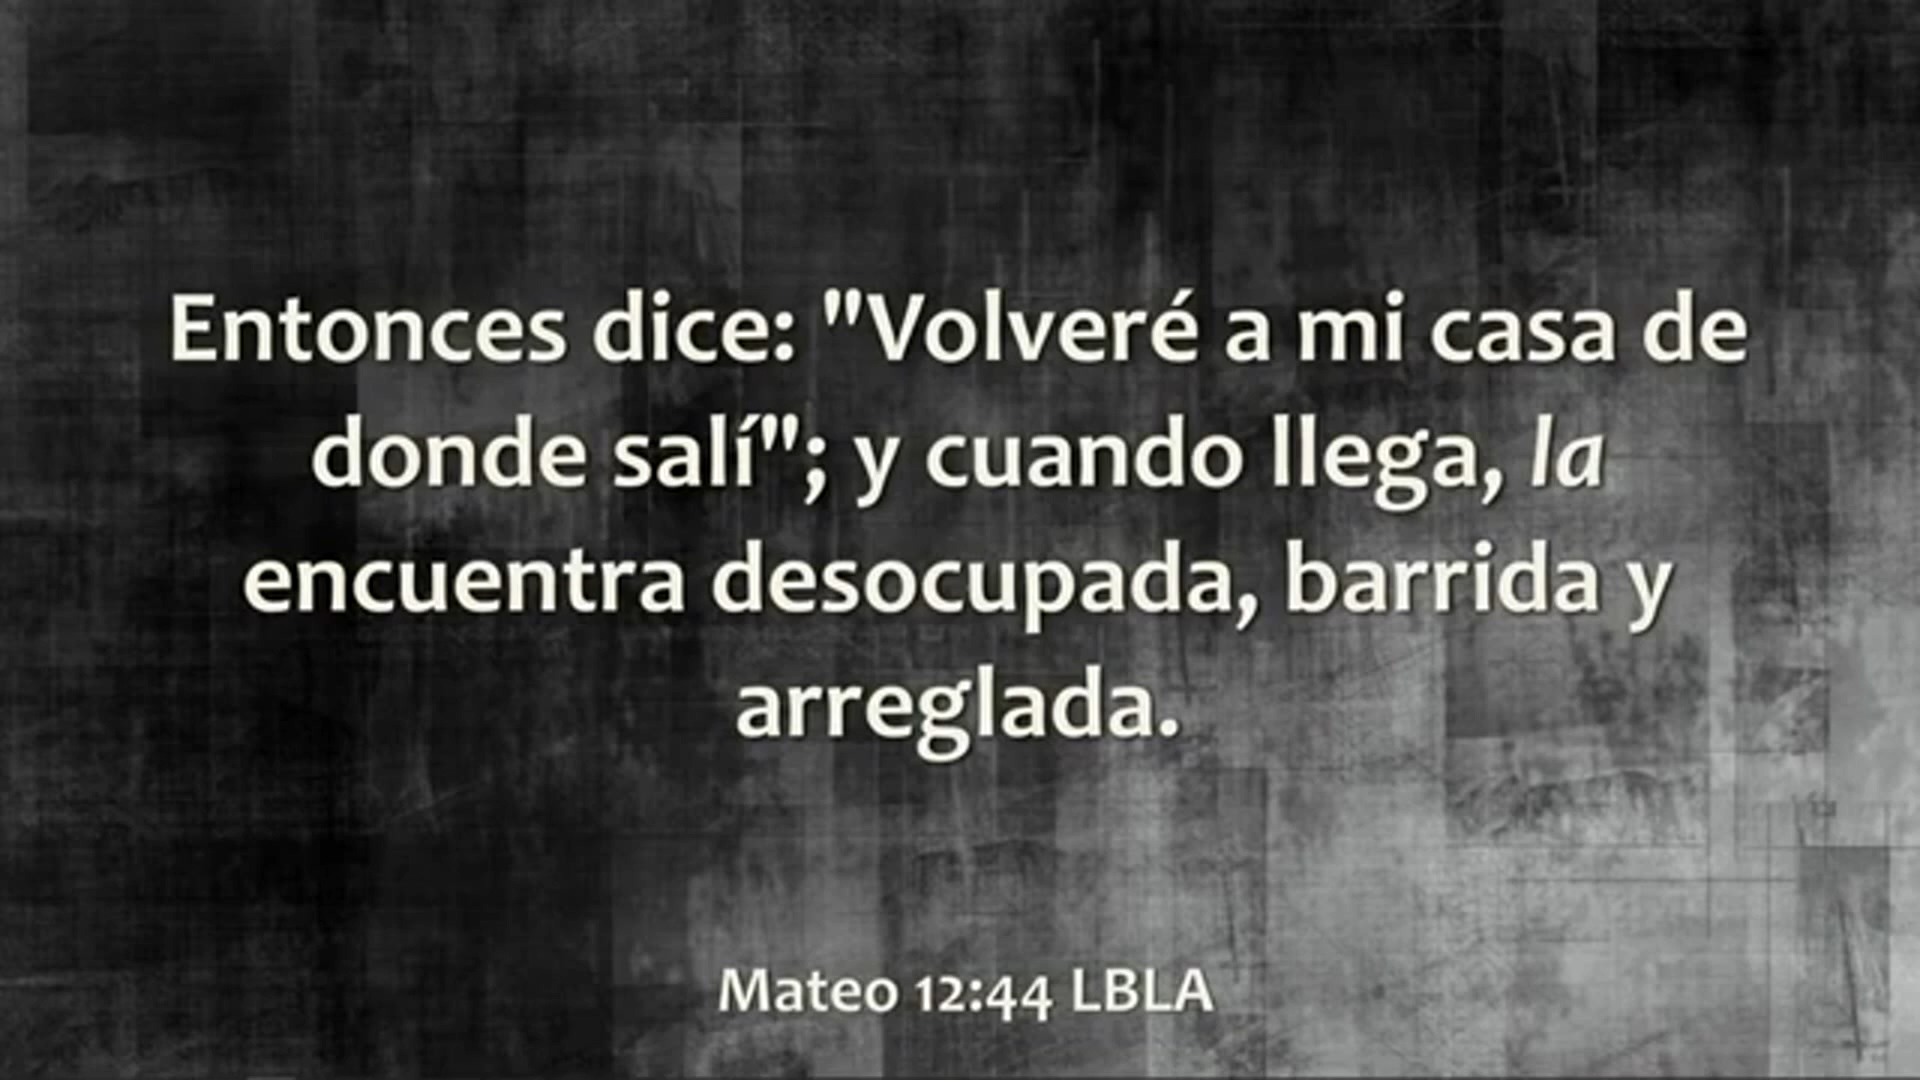 Entonces dice: "Volveré a mi casa de
donde salí"; y cuando llega, la
encuentra desocupada, barrida y
arreglada.
Mateo 12:44 LBLA